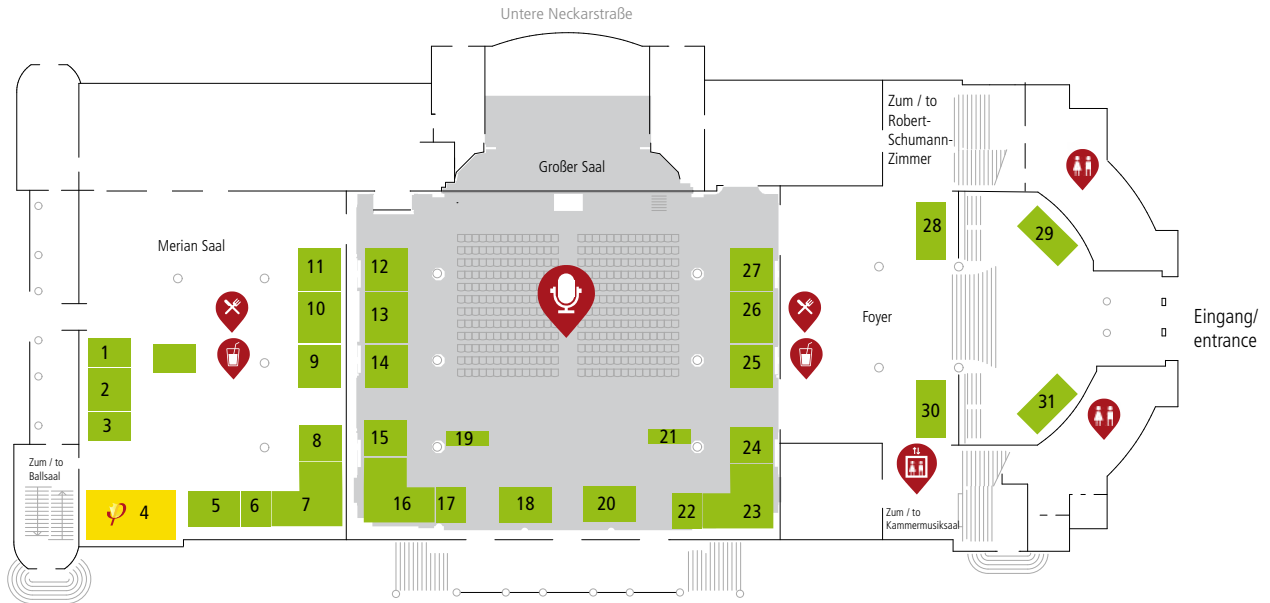 Untere Neckarstraße
Zum / to
Robert-
Schumann-
Zimmer
Großer Saal
Merian Saal
28
29
11
12
27
10
13
26
Foyer
Eingang/
entrance
1
9
14
25
2
3
30
31
8
15
19
21
24
Zum / to
Ballsaal
4
5
6
7
16
17
18
20
22
23
Zum / to
Kammermusiksaal